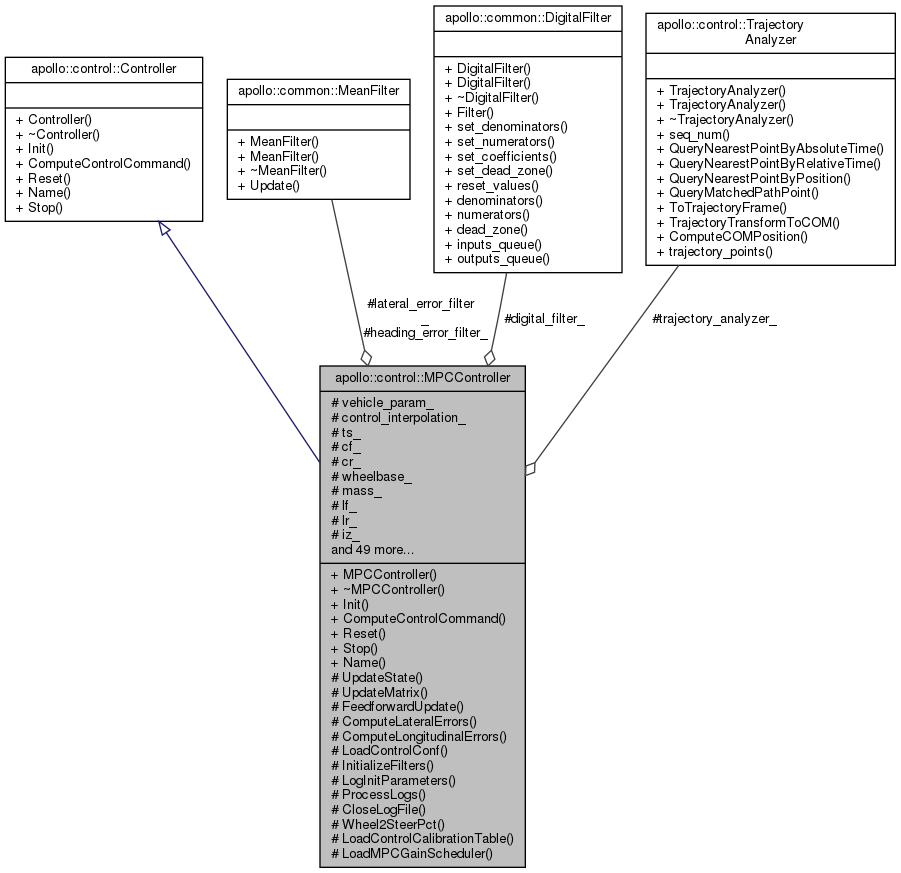 apollo::control::Controller
+ Controller()
+ ~Controller()
+ Init()
+ ComputeControlCommand()
+ Reset()
+ Name()
+ Stop()
apollo::common::MeanFilter
+ MeanFilter()
+ MeanFilter()
+ ~MeanFilter()
+ Update()
apollo::common::DigitalFilter
+ DigitalFilter()
+ DigitalFilter()
+ ~DigitalFilter()
+ Filter()
+ set_denominators()
+ set_numerators()
+ set_coefficients()
+ set_dead_zone()
+ reset_values()
+ denominators()
+ numerators()
+ dead_zone()
+ inputs_queue()
+ outputs_queue()
apollo::control::Trajectory
Analyzer
+ TrajectoryAnalyzer()
+ TrajectoryAnalyzer()
+ ~TrajectoryAnalyzer()
+ seq_num()
+ QueryNearestPointByAbsoluteTime()
+ QueryNearestPointByRelativeTime()
+ QueryNearestPointByPosition()
+ QueryMatchedPathPoint()
+ ToTrajectoryFrame()
+ TrajectoryTransformToCOM()
+ ComputeCOMPosition()
+ trajectory_points()
#lateral_error_filter
_
#heading_error_filter_
#digital_filter_
#trajectory_analyzer_
apollo::control::MPCController
# vehicle_param_
# control_interpolation_
# ts_
# cf_
# cr_
# wheelbase_
# mass_
# lf_
# lr_
# iz_
and 49 more...
+ MPCController()
+ ~MPCController()
+ Init()
+ ComputeControlCommand()
+ Reset()
+ Stop()
+ Name()
# UpdateState()
# UpdateMatrix()
# FeedforwardUpdate()
# ComputeLateralErrors()
# ComputeLongitudinalErrors()
# LoadControlConf()
# InitializeFilters()
# LogInitParameters()
# ProcessLogs()
# CloseLogFile()
# Wheel2SteerPct()
# LoadControlCalibrationTable()
# LoadMPCGainScheduler()